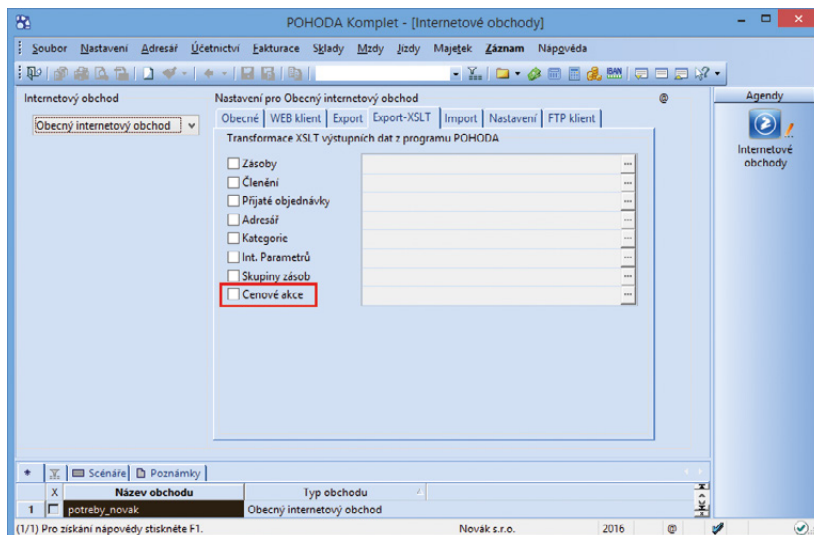 POHODA Komplet - [Internetové obchody]
Soubor Nastavení Adresář Účetnictví Fakturace Sklady Mzdy Jízdy Majetek Záznam Nápověda
Internetový obchod
Obecný internetový obchod
Nastavení pro Obecný internetový obchod
@
Obecné WEB klient Export Export-XSLT Import Nastavení FTP klient
Transformace XSLT výstupních dat z programu POHODA
Zásoby ...
Členění ...
Přijaté objednávky ...
Adresář ...
Kategorie ...
Int. Parametrů ...
Skupiny zásob ...
Cenové akce ...
Agendy
Internetové
obchody
* Scénáře Poznámky
X Název obchodu Typ obchodu
1 potreby_novak Obecný internetový obchod
(1/1) Pro získání nápovědy stiskněte F1. Novák s.r.o. 2016 @